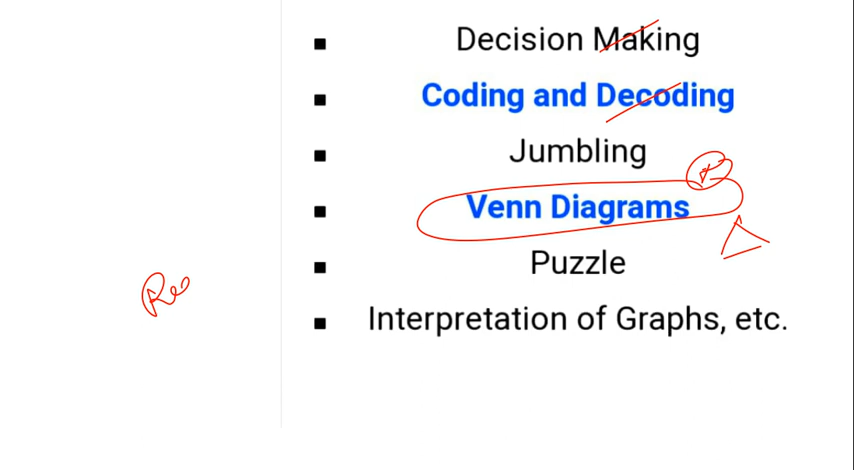 ▪ Decision Making
▪ Coding and Decoding
▪ Jumbling
▪ Venn Diagrams
▪ Puzzle
▪ Interpretation of Graphs, etc.